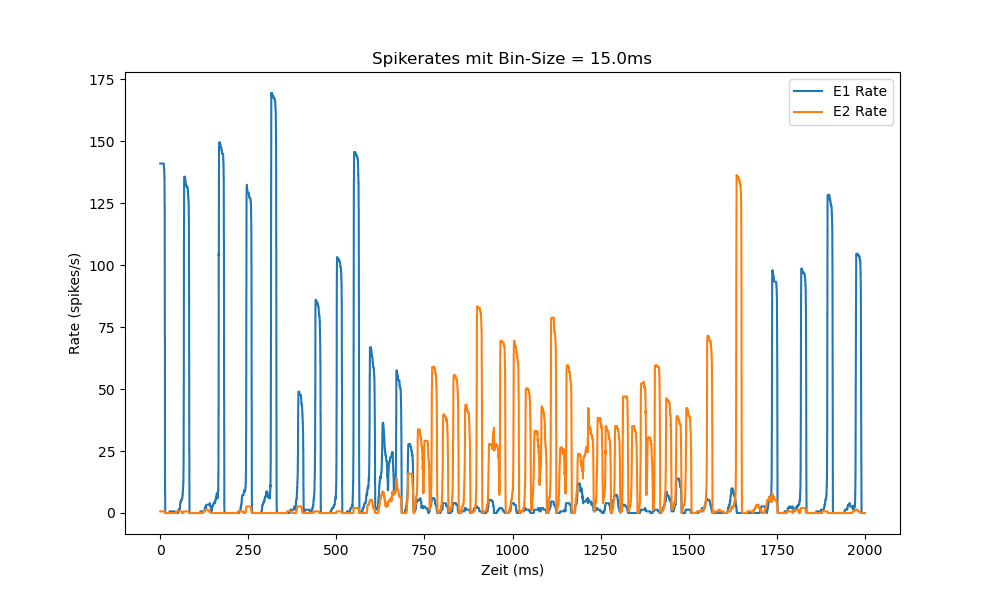 Spikerates mit Bin-Size = 15.0ms
175
150
125
100
75
50
25
0
Rate (spikes/s)
E1 Rate
E2 Rate
0 250 500 750 1000 1250 1500 1750 2000
Zeit (ms)